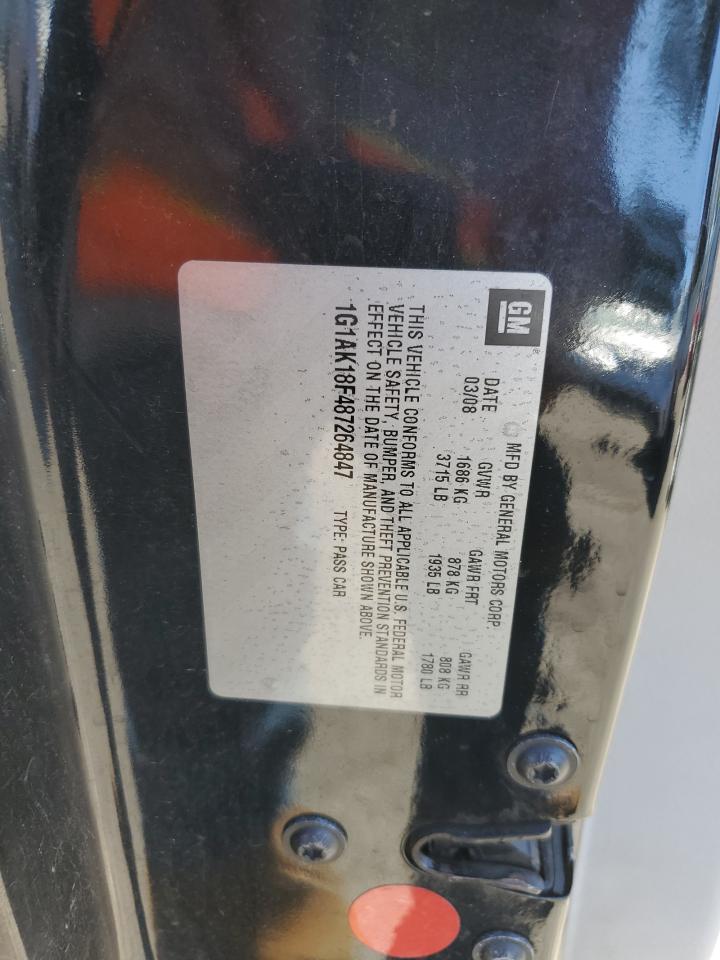 GM
MFD BY GENERAL MOTORS CORP
DATE GVWR GAWR FRT GAWR RR
03/08 1686 KG 878 KG 808 KG
3715 LB 1935 LB 1780 LB
THIS VEHICLE CONFORMS TO ALL APPLICABLE U.S. FEDERAL MOTOR
VEHICLE SAFETY, BUMPER, AND THEFT PREVENTION STANDARDS IN
EFFECT ON THE DATE OF MANUFACTURE SHOWN ABOVE.
1G1AK18F487264847 TYPE: PASS CAR